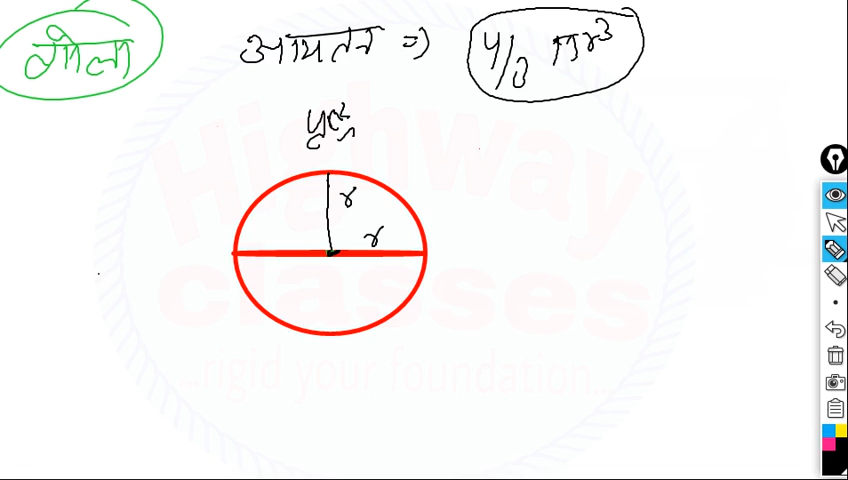 गोला
आयतन ⇒ 4/3 πr³
पृष्ठ
r
r
Highway
classes
...rigid your foundation...